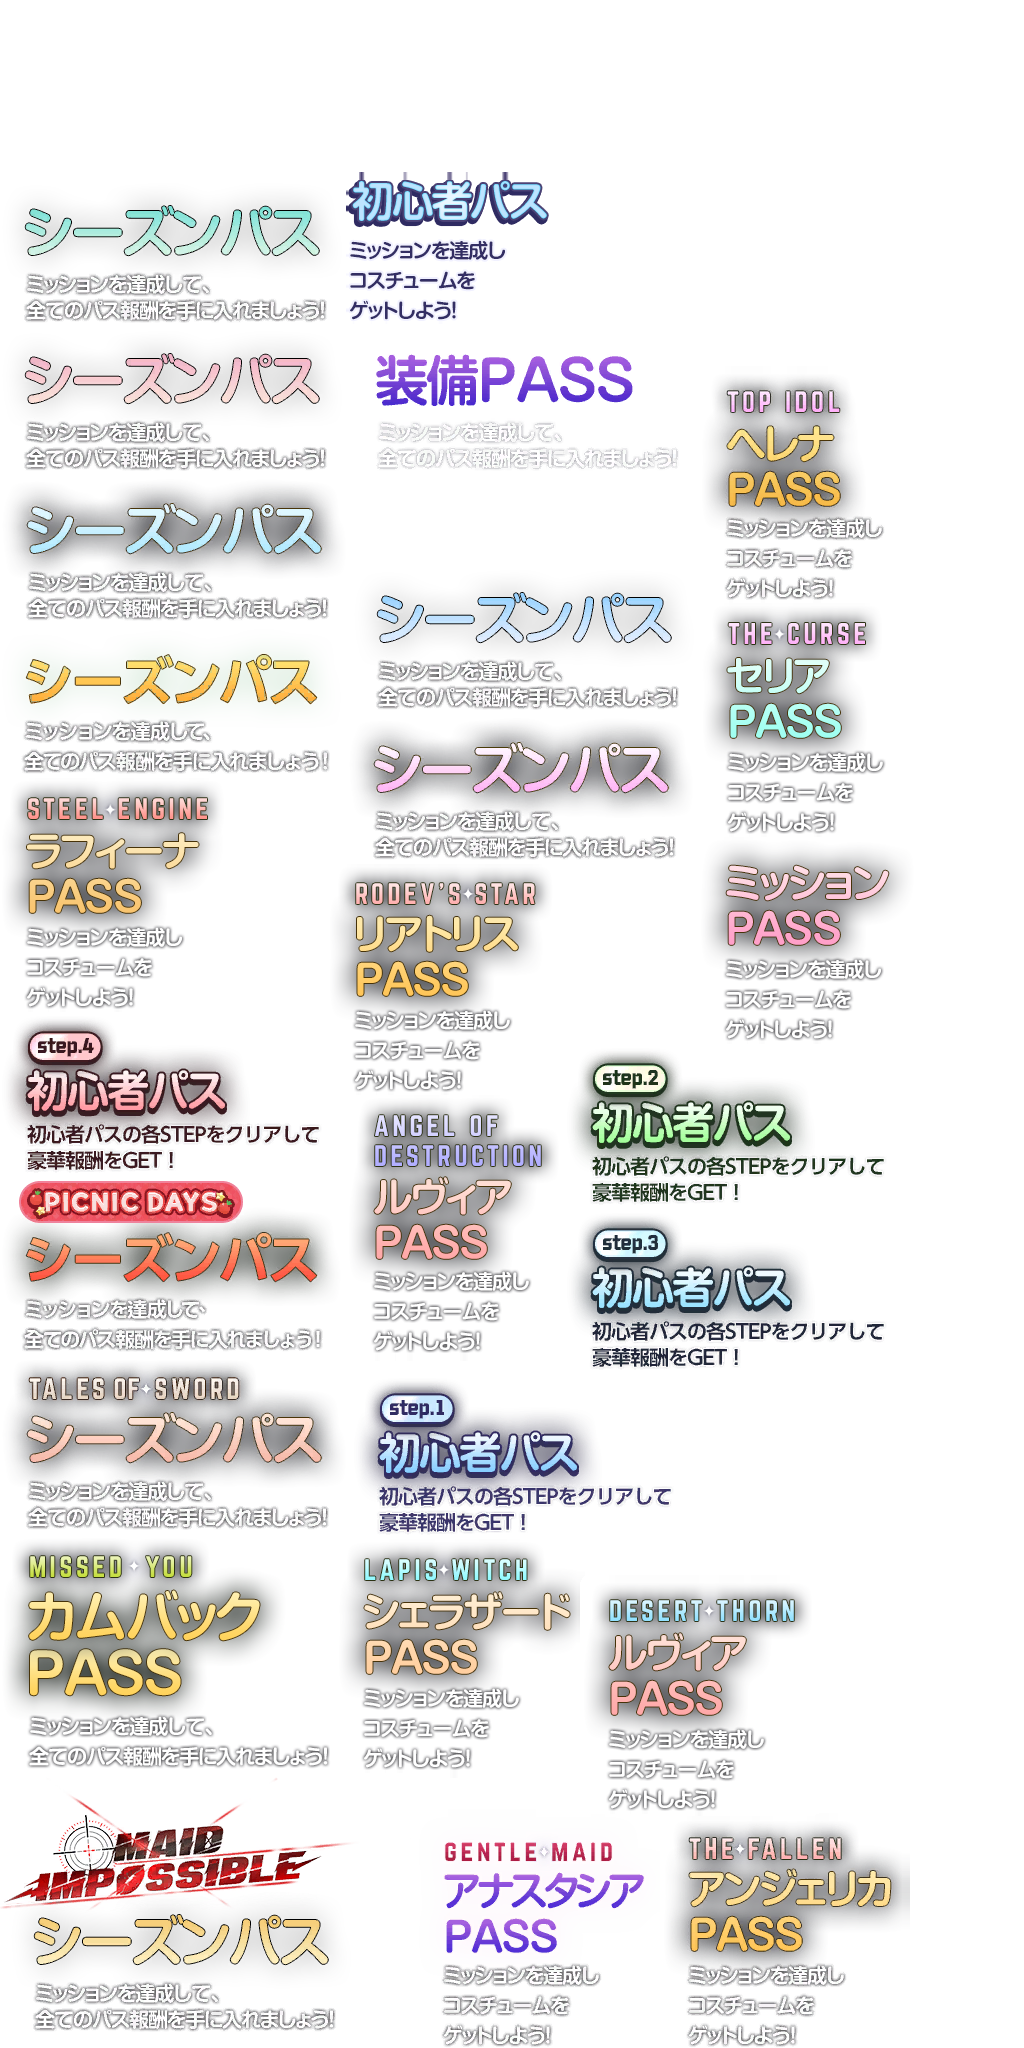 シーズンパス
ミッションを達成して、
全てのパス報酬を手に入れましょう!
初心者パス
ミッションを達成し
コスチュームを
ゲットしよう!
シーズンパス
ミッションを達成して、
全てのパス報酬を手に入れましょう!
装備PASS
ミッションを達成して、
全てのパス報酬を手に入れましょう!
TOP IDOL
ヘレナ
PASS
ミッションを達成し
コスチュームを
ゲットしよう!
シーズンパス
ミッションを達成して、
全てのパス報酬を手に入れましょう!
シーズンパス
ミッションを達成して、
全てのパス報酬を手に入れましょう!
THE CURSE
セリア
PASS
ミッションを達成し
コスチュームを
ゲットしよう!
シーズンパス
ミッションを達成して、
全てのパス報酬を手に入れましょう!
シーズンパス
ミッションを達成して、
全てのパス報酬を手に入れましょう!
STEEL ENGINE
ラフィーナ
PASS
ミッションを達成し
コスチュームを
ゲットしよう!
RODEV'S STAR
リアトリス
PASS
ミッションを達成し
コスチュームを
ゲットしよう!
ミッション
PASS
ミッションを達成し
コスチュームを
ゲットしよう!
step.4
初心者パス
初心者パスの各STEPをクリアして
豪華報酬をGET！
step.2
初心者パス
初心者パスの各STEPをクリアして
豪華報酬をGET！
ANGEL OF
DESTRUCTION
ルヴィア
PASS
ミッションを達成し
コスチュームを
ゲットしよう!
PICNIC DAYS
シーズンパス
ミッションを達成して、
全てのパス報酬を手に入れましょう!
step.3
初心者パス
初心者パスの各STEPをクリアして
豪華報酬をGET！
TALES OF SWORD
シーズンパス
ミッションを達成して、
全てのパス報酬を手に入れましょう!
step.1
初心者パス
初心者パスの各STEPをクリアして
豪華報酬をGET！
MISSED YOU
カムバック
PASS
ミッションを達成して、
全てのパス報酬を手に入れましょう!
LAPIS WITCH
シェラザード
PASS
ミッションを達成し
コスチュームを
ゲットしよう!
DESERT THORN
ルヴィア
PASS
ミッションを達成し
コスチュームを
ゲットしよう!
MAID
IMPOSSIBLE
シーズンパス
ミッションを達成して、
全てのパス報酬を手に入れましょう!
GENTLE MAID
アナスタシア
PASS
ミッションを達成し
コスチュームを
ゲットしよう!
THE FALLEN
アンジェリカ
PASS
ミッションを達成し
コスチュームを
ゲットしよう!